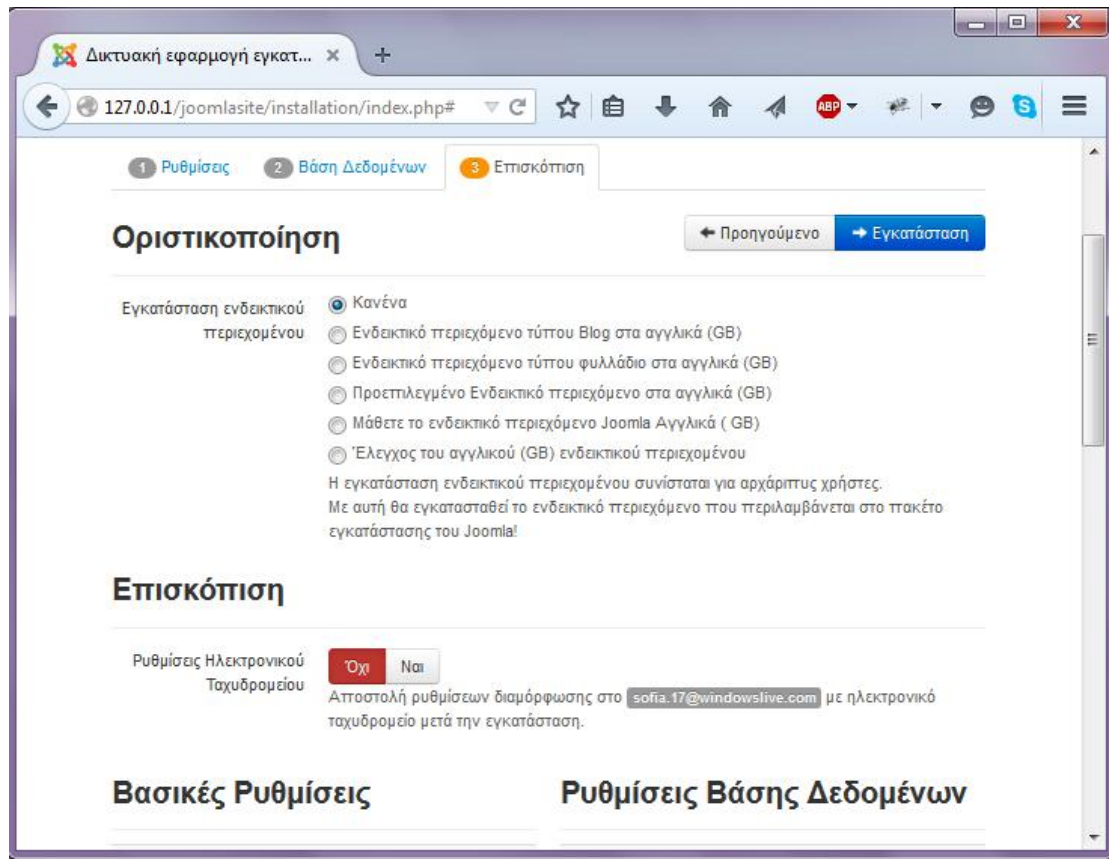 Δικτυακή εφαρμογή εγκατ...
127.0.0.1/joomlasite/installation/index.php#
ABP
S
1 Ρυθμίσεις 2 Βάση Δεδομένων 3 Επισκόπιση
Οριστικοποίηση
Προηγούμενο Εγκατάσταση
Εγκατάσταση ενδεικτικού
περιεχομένου
Κανένα
Ενδεικτικό περιεχόμενο τύπου Blog στα αγγλικά (GB)
Ενδεικτικό περιεχόμενο τύπου φυλλάδιο στα αγγλικά (GB)
Προεπιλεγμένο Ενδεικτικό περιεχόμενο στα αγγλικά (GB)
Μάθετε το ενδεικτικό περιεχόμενο Joomla Αγγλικά ( GB)
Έλεγχος του αγγλικού (GB) ενδεικτικού περιεχομένου
Η εγκατάσταση ενδεικτικού περιεχομένου συνίσταται για αρχάριπυς χρήστες.
Με αυτή θα εγκατασταθεί το ενδεικτικό περιεχόμενο που περιλαμβάνεται στο πακέτο
εγκατάστασης του Joomla!
Επισκόπιση
Ρυθμίσεις Ηλεκτρονικού
Ταχυδρομείου
Όχι Ναι
Αποστολή ρυθμίσεων διαμόρφωσης στο sofia.17@windowslive.com με ηλεκτρονικό
ταχυδρομείο μετά την εγκατάσταση.
Βασικές Ρυθμίσεις
Ρυθμίσεις Βάσης Δεδομένων